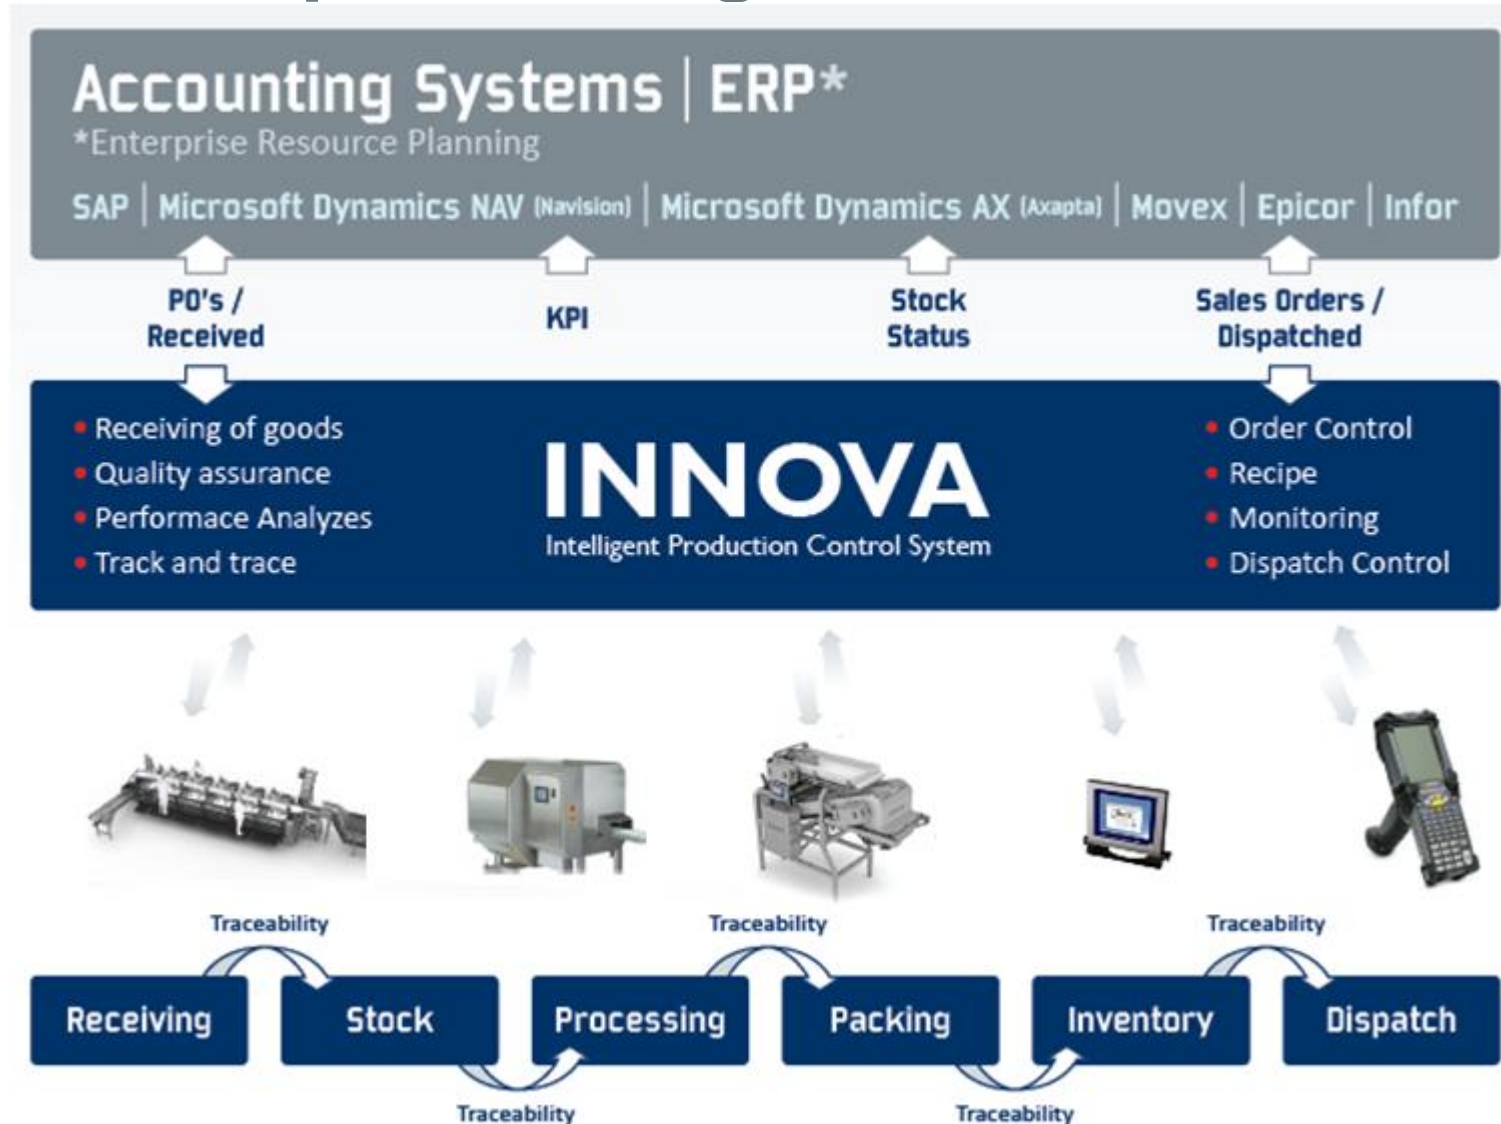 Accounting Systems | ERP*
*Enterprise Resource Planning
SAP | Microsoft Dynamics NAV (Navision) | Microsoft Dynamics AX (Axapta) | Movex | Epicor | Infor
PO's /
Received
KPI
Stock
Status
Sales Orders /
Dispatched
• Receiving of goods
• Quality assurance
• Performace Analyzes
• Track and trace
INNOVA
Intelligent Production Control System
• Order Control
• Recipe
• Monitoring
• Dispatch Control
Traceability
Traceability
Traceability
Receiving
Stock
Processing
Packing
Inventory
Dispatch
Traceability
Traceability